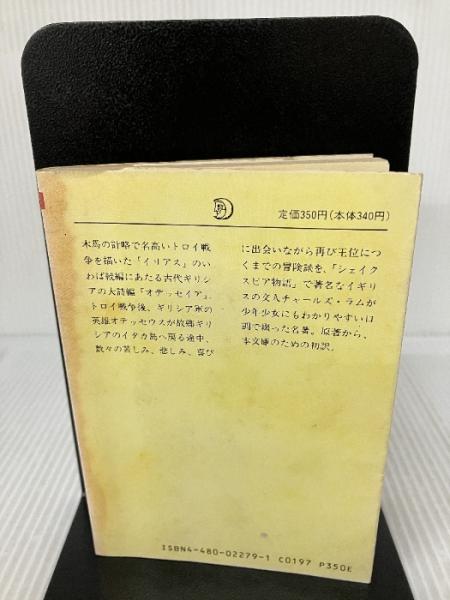 定価350円(本体340円)
木馬の計略で名高いトロイ戦
争を描いた「イリアス」のい
わば続編にあたる古代ギリシ
アの大詩編「オデュッセイア」。
トロイ戦争後、ギリシア軍の
英雄オデュッセウスが故郷ギリ
シアのイタカ島へ戻る途中、
数々の苦しみ、悲しみ、喜び
に出会いながら再び王位につ
くまでの冒険談を、「シェイク
スピア物語」で著名なイギリ
スの文人チャールズ・ラムが
少年少女にもわかりやすい口
調で綴った名著。原著から、
本文庫のための初訳。
ISBN4-480-02279-1 C0197 P350E